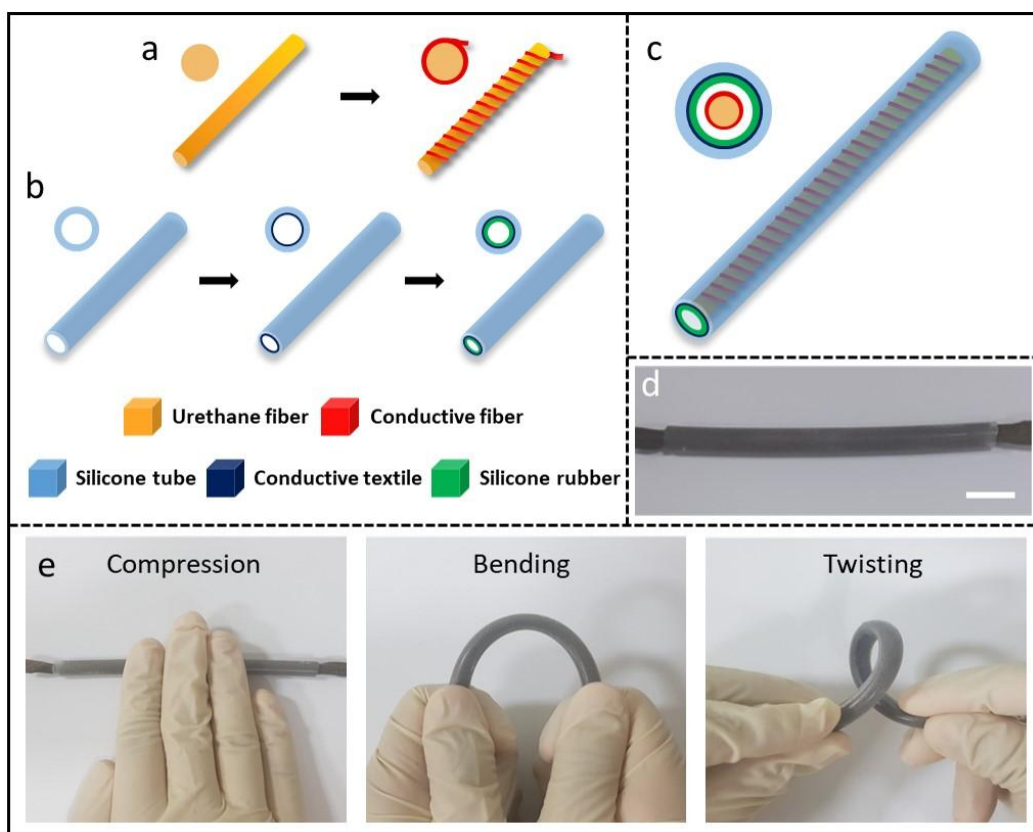 a
b
Urethane fiber
Conductive fiber
Silicone tube
Conductive textile
Silicone rubber
c
d
e
Compression
Bending
Twisting